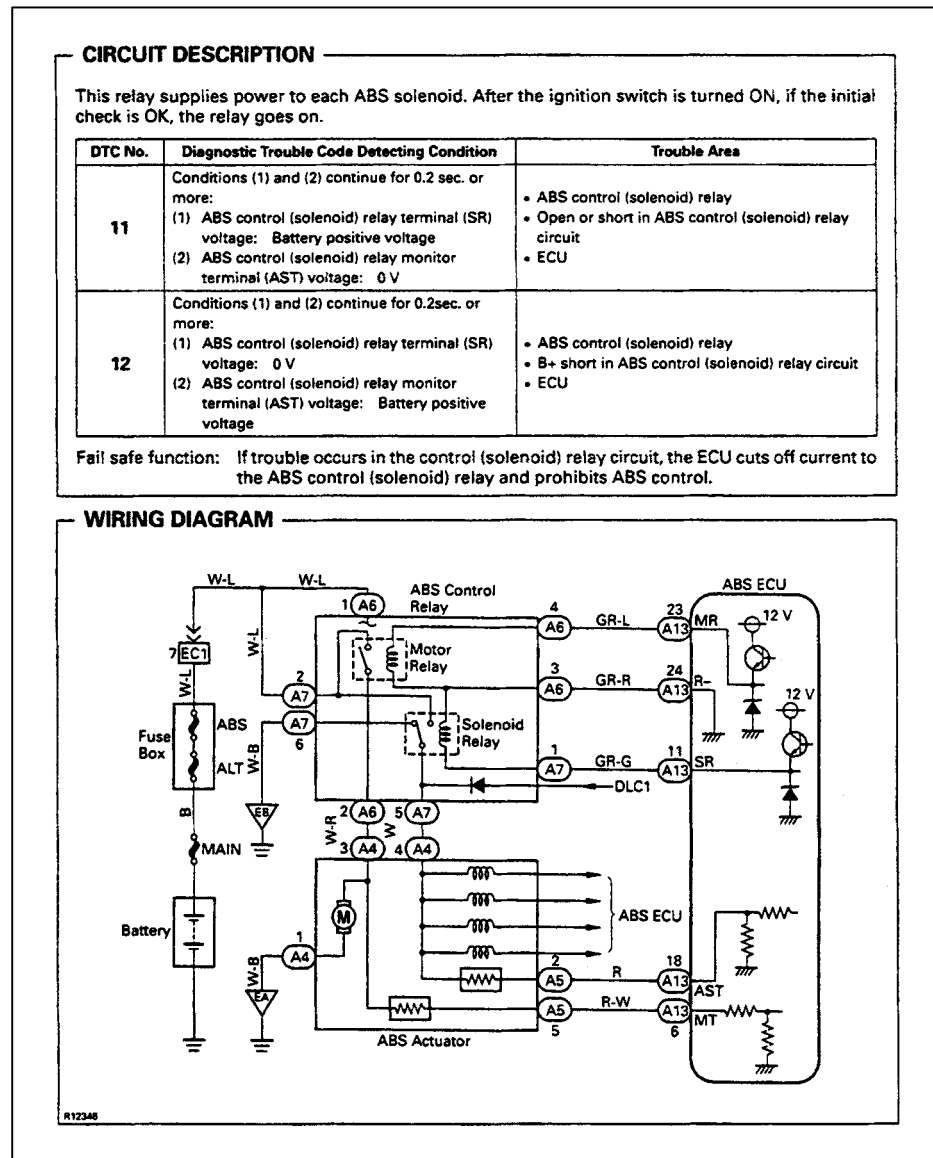 CIRCUIT DESCRIPTION
This relay supplies power to each ABS solenoid. After the ignition switch is turned ON, if the initial
check is OK, the relay goes on.
DTC No. Diagnostic Trouble Code Detecting Condition Trouble Area
11
Conditions (1) and (2) continue for 0.2 sec. or
more:
(1) ABS control (solenoid) relay terminal (SR)
voltage: Battery positive voltage
(2) ABS control (solenoid) relay monitor
terminal (AST) voltage: 0 V
• ABS control (solenoid) relay
• Open or short in ABS control (solenoid) relay
circuit
• ECU
12
Conditions (1) and (2) continue for 0.2sec. or
more:
(1) ABS control (solenoid) relay terminal (SR)
voltage: 0 V
(2) ABS control (solenoid) relay monitor
terminal (AST) voltage: Battery positive
voltage
• ABS control (solenoid) relay
• B+ short in ABS control (solenoid) relay circuit
• ECU
Fail safe function: If trouble occurs in the control (solenoid) relay circuit, the ECU cuts off current to
the ABS control (solenoid) relay and prohibits ABS control.
WIRING DIAGRAM
W-L W-L
ABS Control
Relay
ABS ECU
1 A6
4
A6 GR-L 23
A13 MR
12 V
7 EC1
W-L
W-L
Motor
Relay
2
A7
3
A6 GR-R 24
A13 R-
12 V
A7
6
Solenoid
Relay
Fuse
Box
ABS
ALT
W-B
1
A7 GR-G 11
A13 SR
DLC1
B
EB
2 A6 5 A7
W-R W
MAIN
3 A4 4 A4
Battery
M
ABS ECU
1
A4
W-B
EA
2
A5 R 18
A13 AST
A5
5
R-W
A13
6
MT
ABS Actuator
R12346